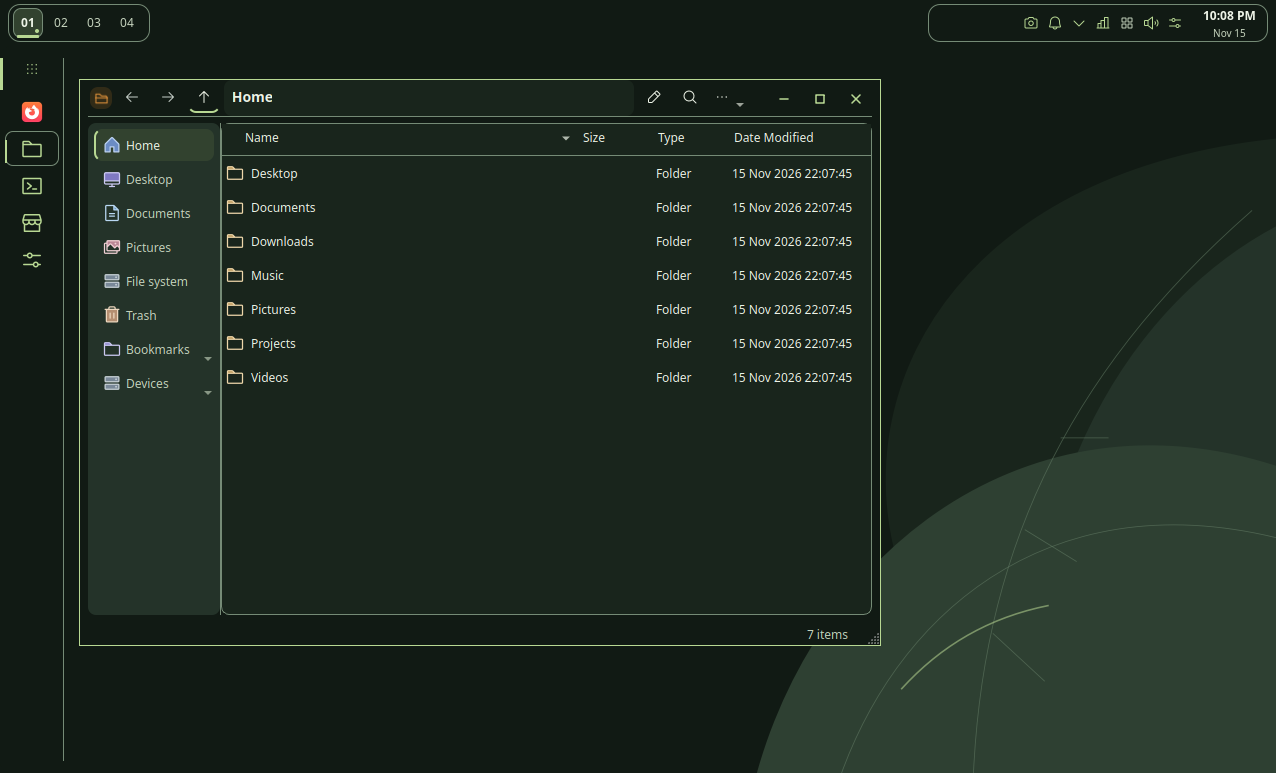 01 02 03 04
10:08 PM
Nov 15
Home
Name Size Type Date Modified
Home
Desktop
Documents
Pictures
File system
Trash
Bookmarks
Devices
Desktop Folder 15 Nov 2026 22:07:45
Documents Folder 15 Nov 2026 22:07:45
Downloads Folder 15 Nov 2026 22:07:45
Music Folder 15 Nov 2026 22:07:45
Pictures Folder 15 Nov 2026 22:07:45
Projects Folder 15 Nov 2026 22:07:45
Videos Folder 15 Nov 2026 22:07:45
7 items